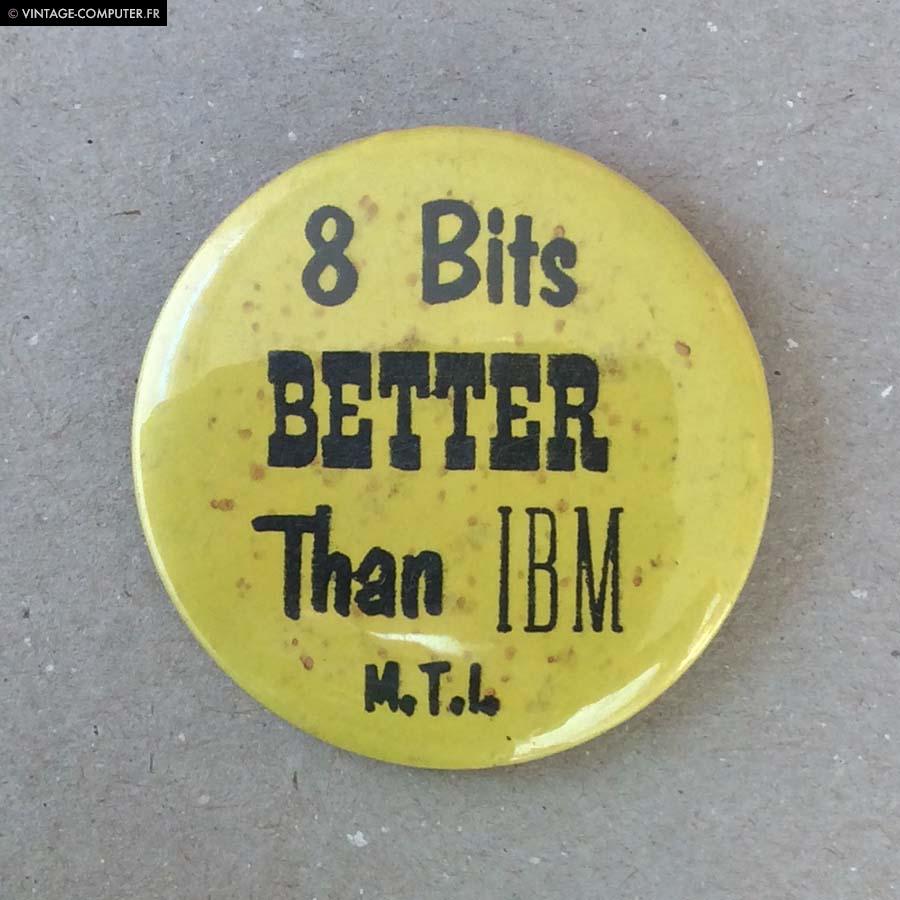 © VINTAGE-COMPUTER.FR
8 Bits
BETTER
Than IBM
M.T.I.